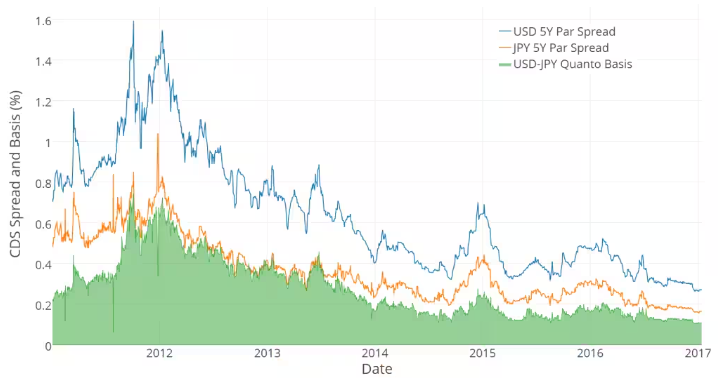 USD 5Y Par Spread
JPY 5Y Par Spread
USD-JPY Quanto Basis
CDS Spread and Basis (%)
1.6
1.4
1.2
1
0.8
0.6
0.4
0.2
0
2012 2013 2014 2015 2016 2017
Date